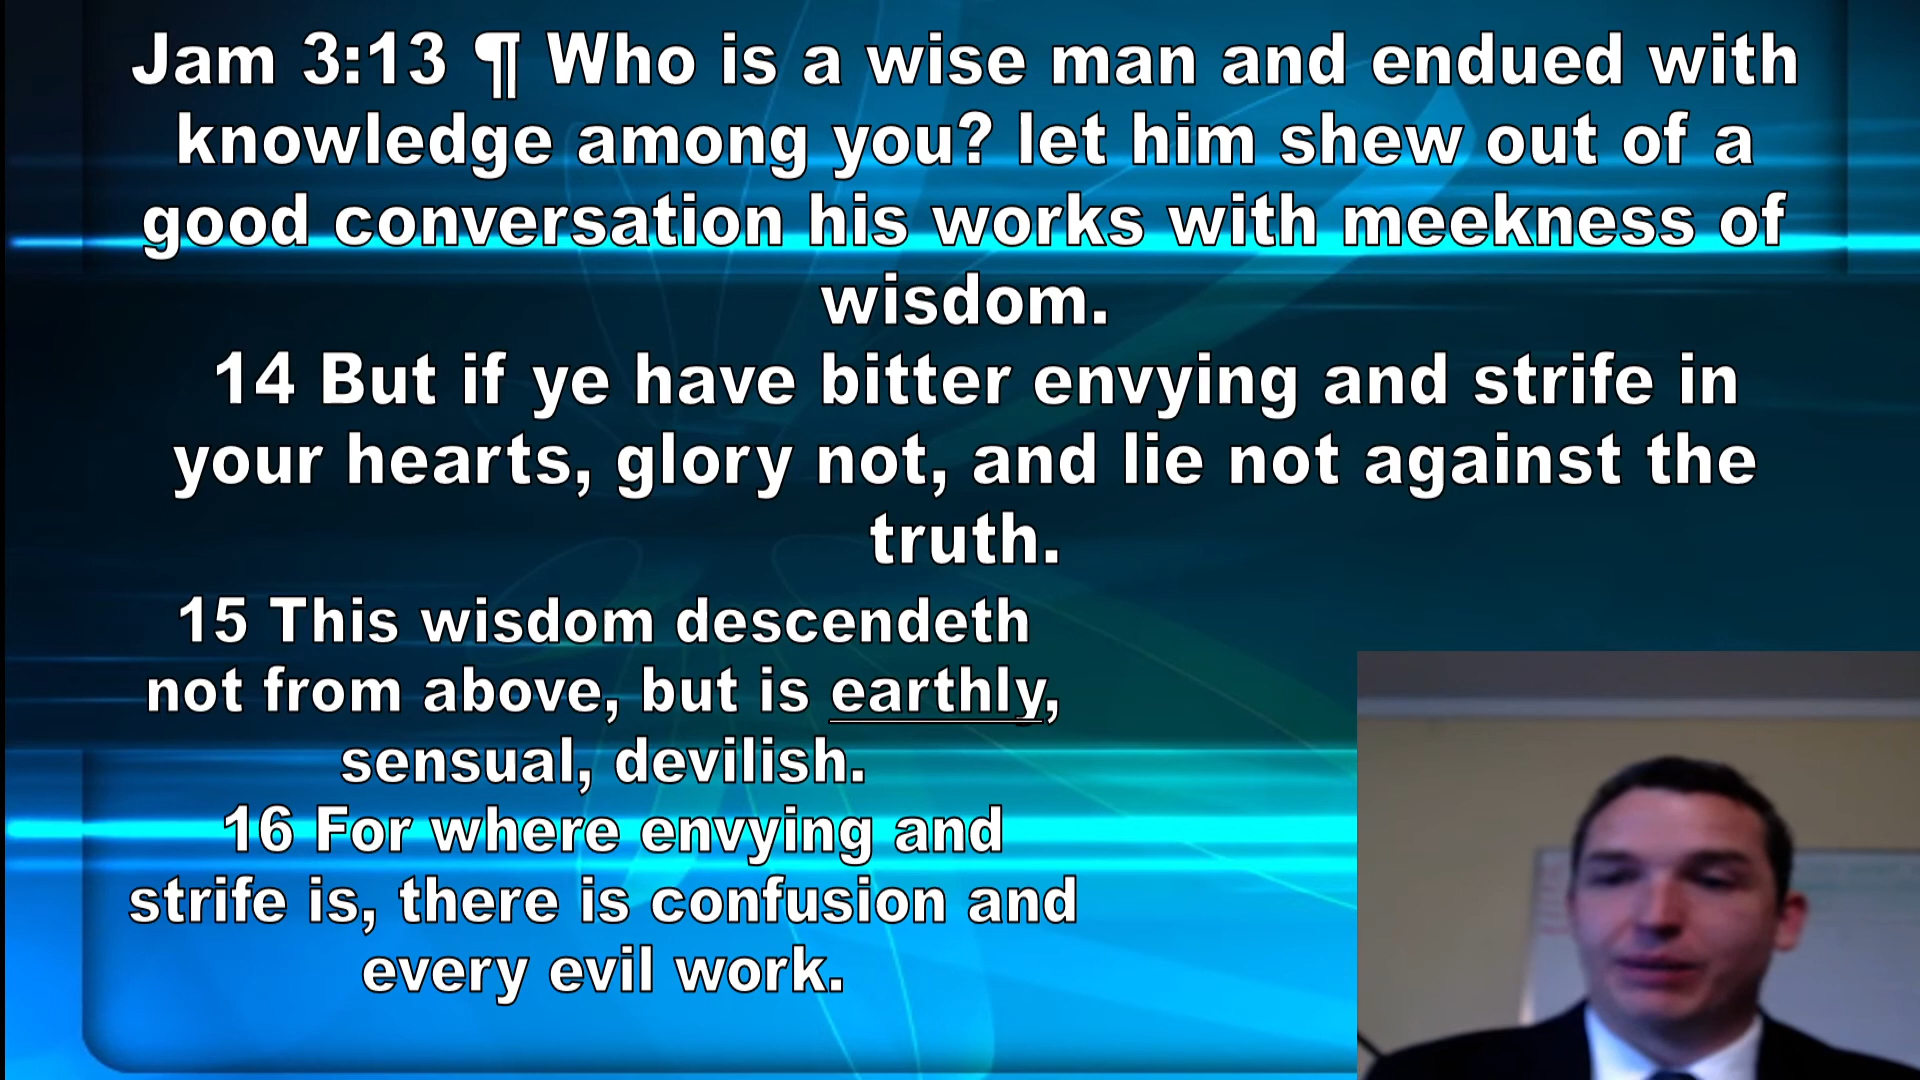 Jam 3:13 ¶ Who is a wise man and endued with
knowledge among you? let him shew out of a
good conversation his works with meekness of
wisdom.
14 But if ye have bitter envying and strife in
your hearts, glory not, and lie not against the
truth.
15 This wisdom descendeth
not from above, but is earthly,
sensual, devilish.
16 For where envying and
strife is, there is confusion and
every evil work.